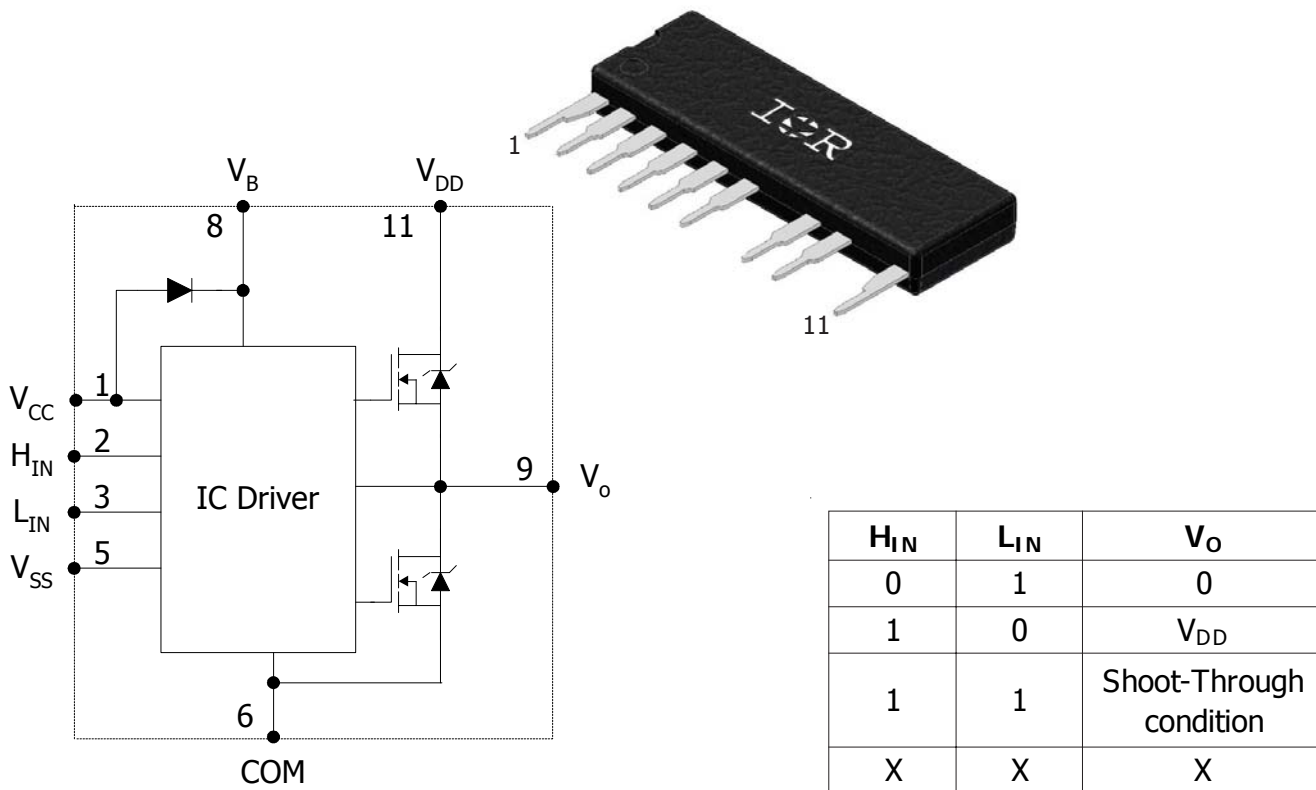 IOR
1
11
V_B
V_DD
8
11
V_CC
1
H_IN
2
L_IN
3
V_SS
5
IC Driver
9
V_o
6
COM
H_IN L_IN V_O
0 1 0
1 0 V_DD
1 1 Shoot-Through
condition
X X X